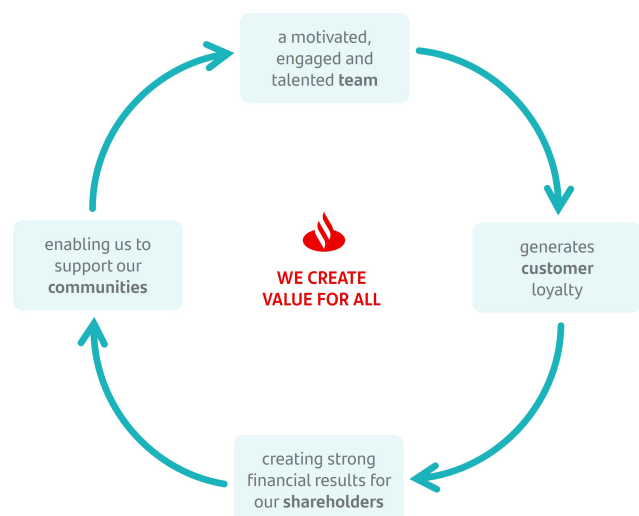 a motivated,
engaged and
talented team
generates
customer
loyalty
creating strong
financial results for
our shareholders
enabling us to
support our
communities
WE CREATE
VALUE FOR ALL